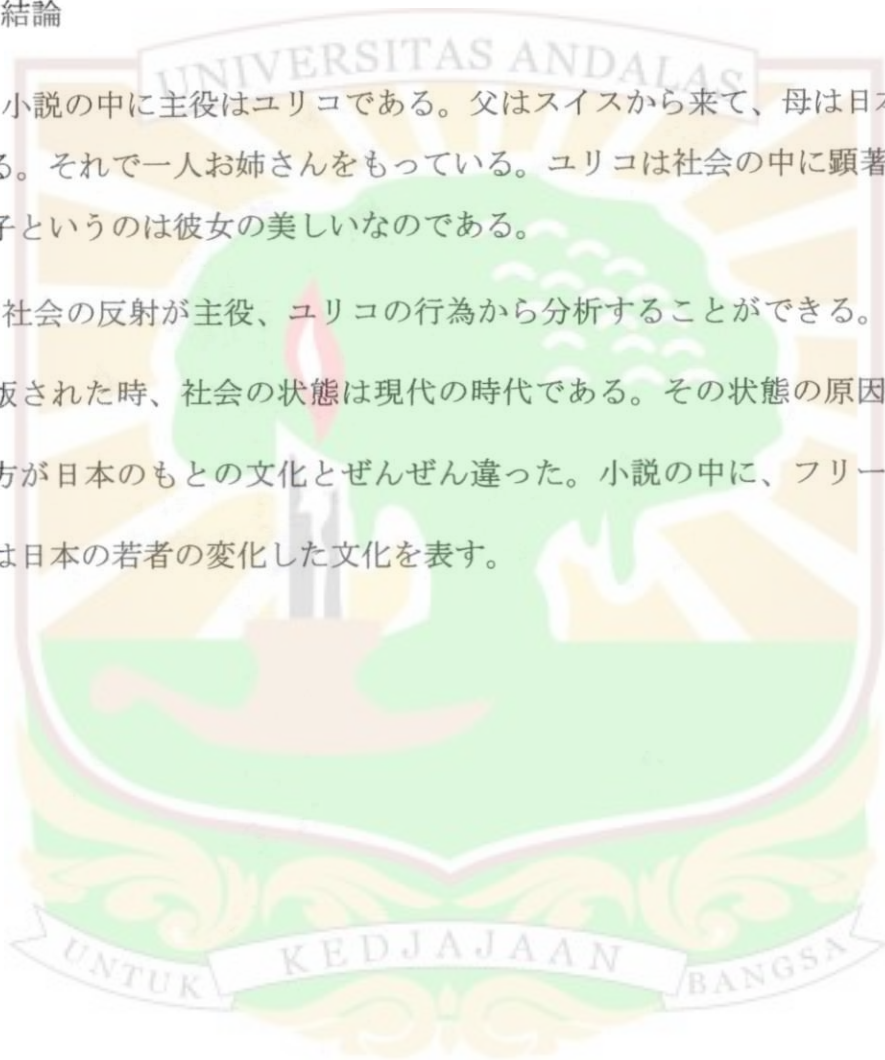 結論
UNIVERSITAS ANDALAS
小説の中に主役はユリコである。父はスイスから来て、母は日本
る。それで一人お姉さんをもっている。ユリコは社会の中に顕著
子というのは彼女の美しいなのである。
社会の反射が主役、ユリコの行為から分析することができる。
版された時、社会の状態は現代の時代である。その状態の原因
方が日本のもとの文化とぜんぜん違った。小説の中に、フリー
は日本の若者の変化した文化を表す。
UNTUK KEDJAJAAN BANGSA